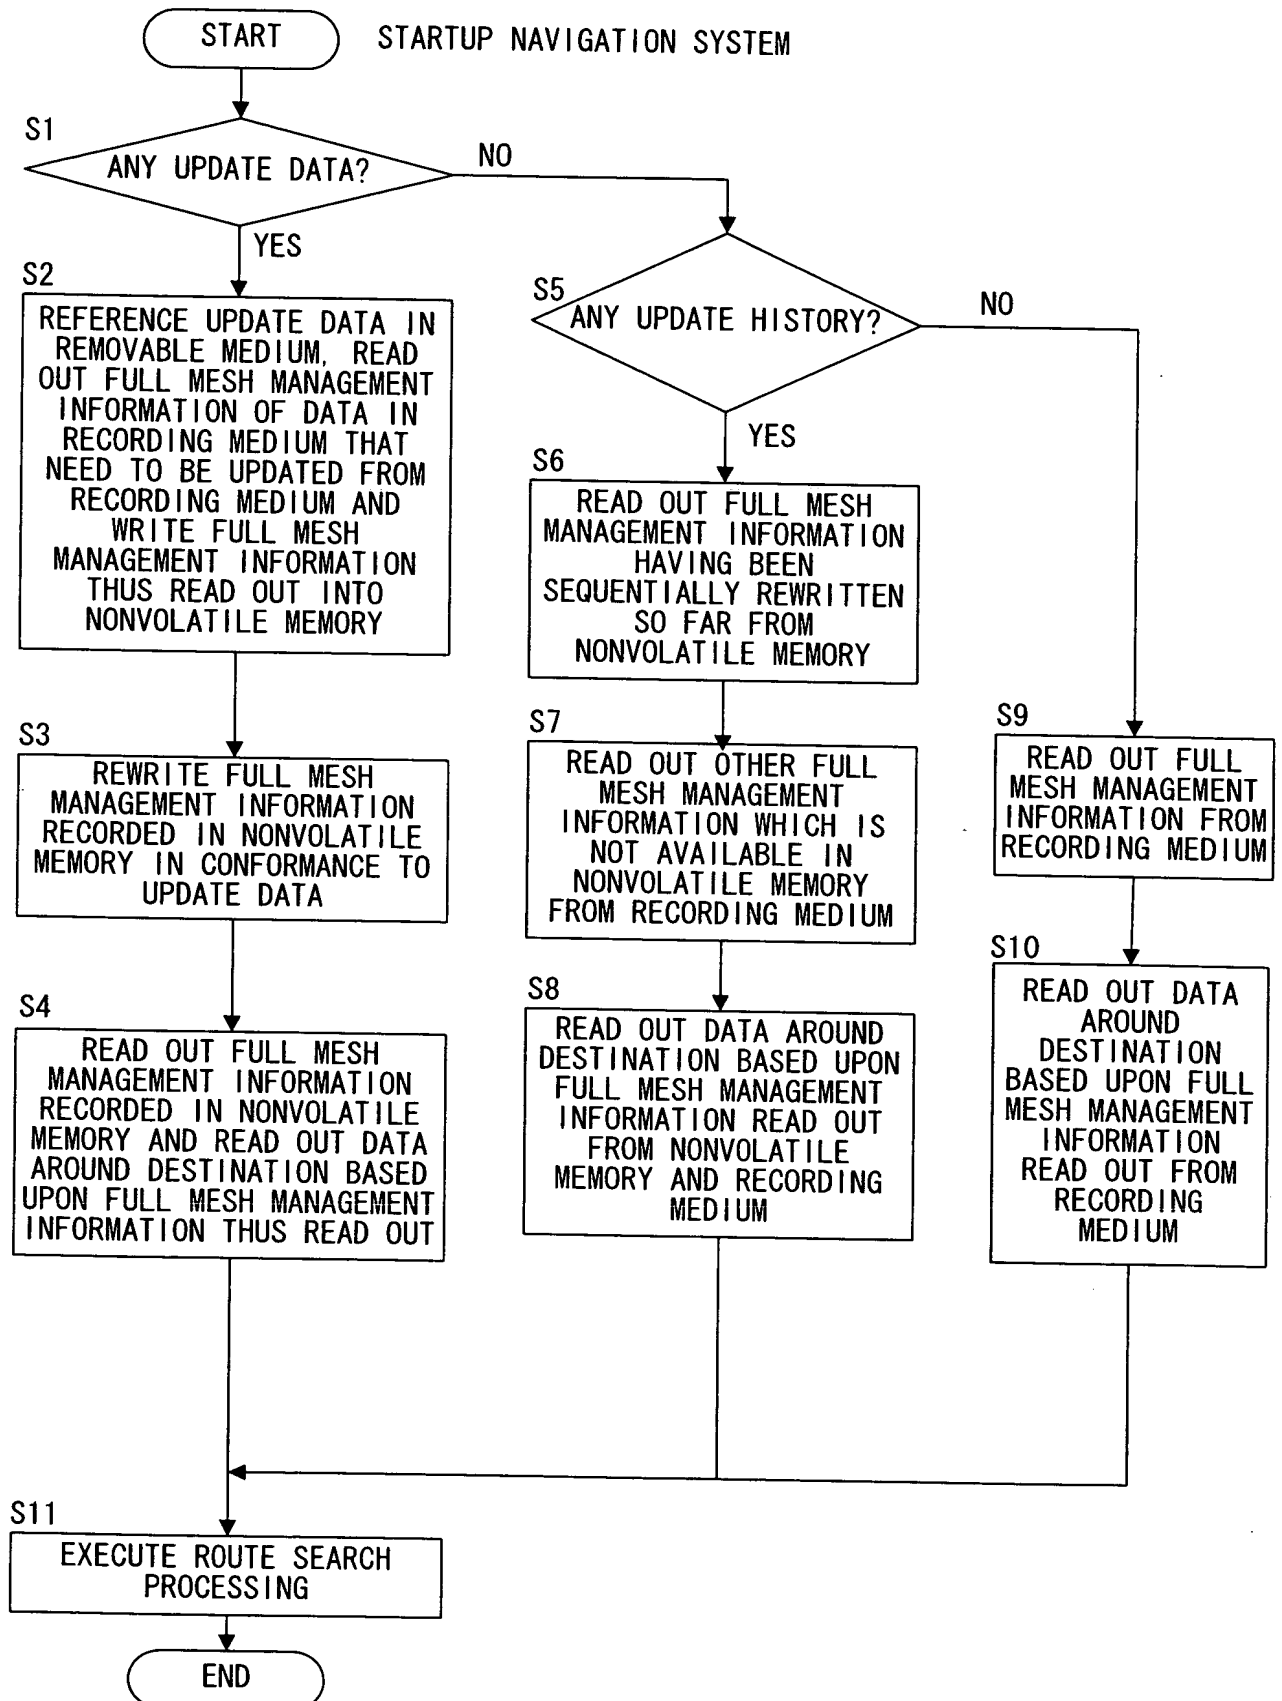 START
STARTUP NAVIGATION SYSTEM
S1
ANY UPDATE DATA?
NO
YES
S2
REFERENCE UPDATE DATA IN
REMOVABLE MEDIUM, READ
OUT FULL MESH MANAGEMENT
INFORMATION OF DATA IN
RECORDING MEDIUM THAT
NEED TO BE UPDATED FROM
RECORDING MEDIUM AND
WRITE FULL MESH
MANAGEMENT INFORMATION
THUS READ OUT INTO
NONVOLATILE MEMORY
S3
REWRITE FULL MESH
MANAGEMENT INFORMATION
RECORDED IN NONVOLATILE
MEMORY IN CONFORMANCE TO
UPDATE DATA
S4
READ OUT FULL MESH
MANAGEMENT INFORMATION
RECORDED IN NONVOLATILE
MEMORY AND READ OUT DATA
AROUND DESTINATION BASED
UPON FULL MESH MANAGEMENT
INFORMATION THUS READ OUT
S5
ANY UPDATE HISTORY?
NO
YES
S6
READ OUT FULL MESH
MANAGEMENT INFORMATION
HAVING BEEN
SEQUENTIALLY REWRITTEN
SO FAR FROM
NONVOLATILE MEMORY
S7
READ OUT OTHER FULL
MESH MANAGEMENT
INFORMATION WHICH IS
NOT AVAILABLE IN
NONVOLATILE MEMORY
FROM RECORDING MEDIUM
S8
READ OUT DATA AROUND
DESTINATION BASED UPON
FULL MESH MANAGEMENT
INFORMATION READ OUT
FROM NONVOLATILE
MEMORY AND RECORDING
MEDIUM
S9
READ OUT FULL
MESH MANAGEMENT
INFORMATION FROM
RECORDING MEDIUM
S10
READ OUT DATA
AROUND
DESTINATION
BASED UPON FULL
MESH MANAGEMENT
INFORMATION
READ OUT FROM
RECORDING
MEDIUM
S11
EXECUTE ROUTE SEARCH
PROCESSING
END